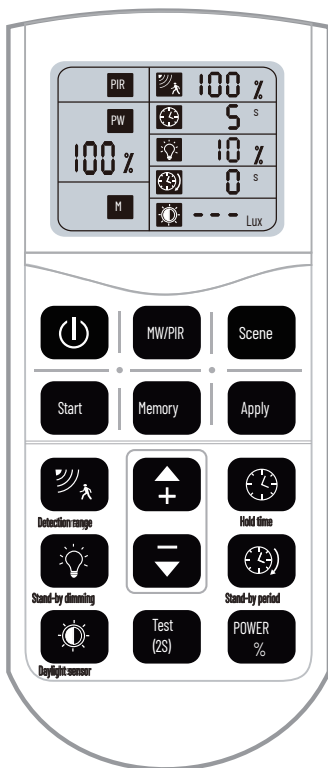 PIR
100 %
PW
5 s
100 %
10 %
0 s
M
--- Lux
MW/PIR
Scene
Start
Memory
Apply
+
Detection range
Hold time
−
Stand-by dimming
Stand-by period
Test
(2S)
POWER
%
Daylight sensor